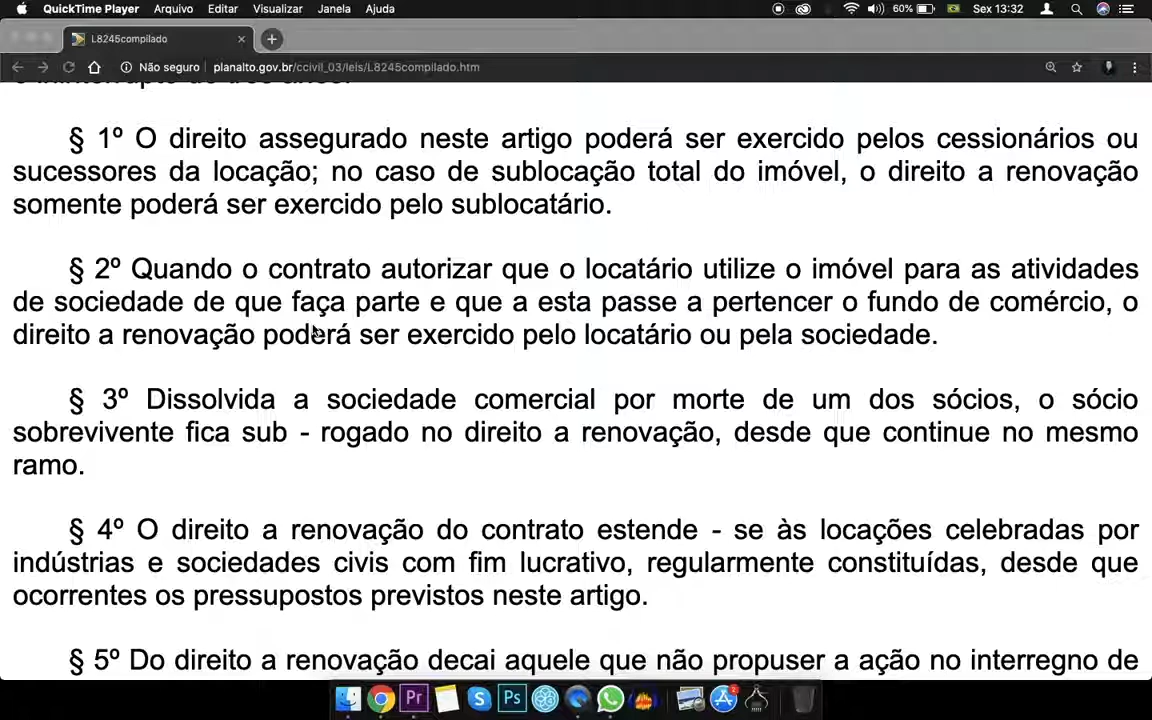 QuickTime Player Arquivo Editar Visualizar Janela Ajuda 60% Sex 13:32
L8245compilado
Não seguro planalto.gov.br/ccivil_03/leis/L8245compilado.htm
§ 1º O direito assegurado neste artigo poderá ser exercido pelos cessionários ou
sucessores da locação; no caso de sublocação total do imóvel, o direito a renovação
somente poderá ser exercido pelo sublocatário.
§ 2º Quando o contrato autorizar que o locatário utilize o imóvel para as atividades
de sociedade de que faça parte e que a esta passe a pertencer o fundo de comércio, o
direito a renovação poderá ser exercido pelo locatário ou pela sociedade.
§ 3º Dissolvida a sociedade comercial por morte de um dos sócios, o sócio
sobrevivente fica sub - rogado no direito a renovação, desde que continue no mesmo
ramo.
§ 4º O direito a renovação do contrato estende - se às locações celebradas por
indústrias e sociedades civis com fim lucrativo, regularmente constituídas, desde que
ocorrentes os pressupostos previstos neste artigo.
§ 5º Do direito a renovação decai aquele que não propuser a ação no interregno de
Pr Ps 2